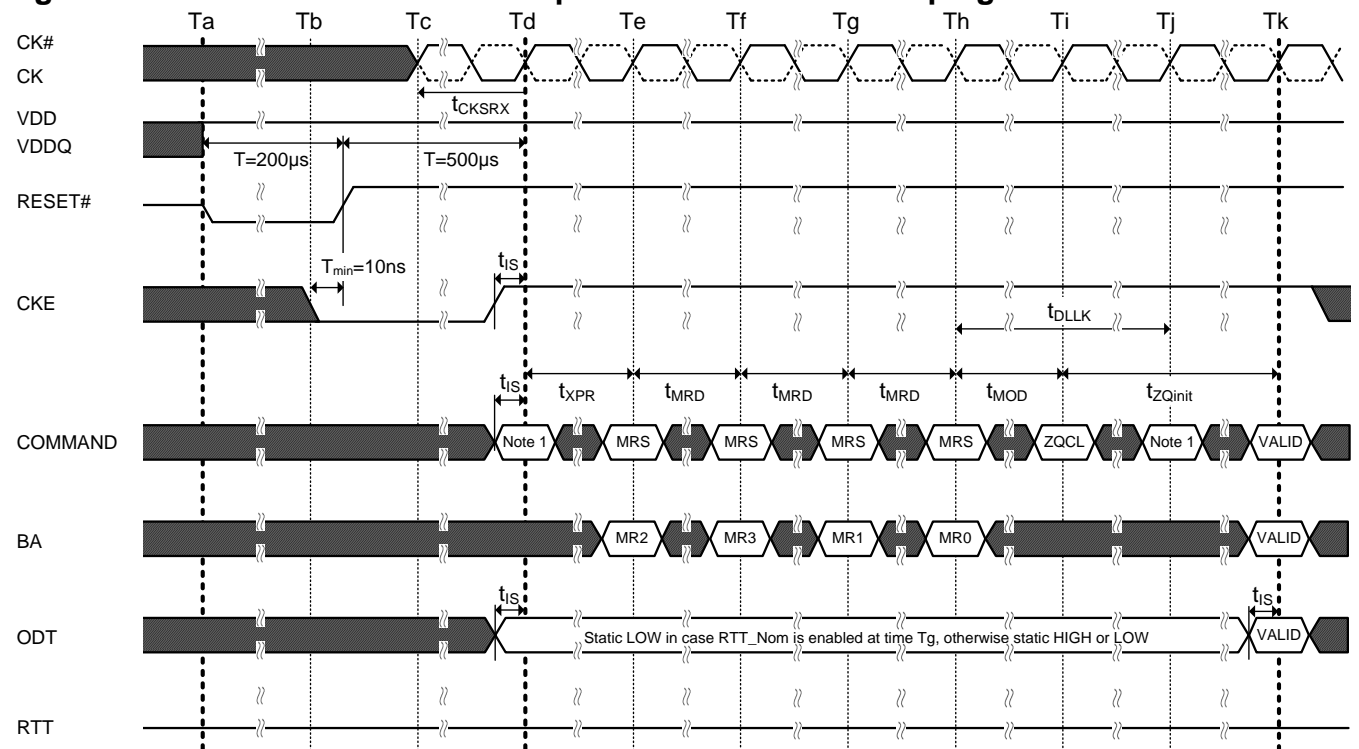 Ta Tb Tc Td Te Tf Tg Th Ti Tj Tk
CK#
CK
tCKSRX
VDD
VDDQ
T=200µs T=500µs
RESET#
Tmin=10ns
tIS
CKE
tDLLK
tIS
tXPR tMRD tMRD tMRD tMOD tZQinit
COMMAND
Note 1 MRS MRS MRS MRS ZQCL Note 1 VALID
BA
MR2 MR3 MR1 MR0 VALID
tIS tIS
ODT
Static LOW in case RTT_Nom is enabled at time Tg, otherwise static HIGH or LOW VALID
RTT